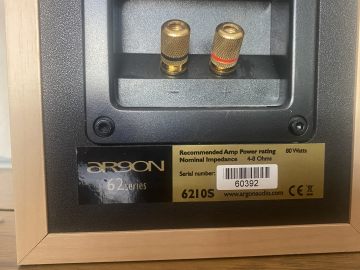 - +
ARGON
62 series
Recommended Amp Power rating 80 Watts
Nominal Impedance 4-8 Ohms
Serial number:
60392
6210S www.argonaudio.com CE